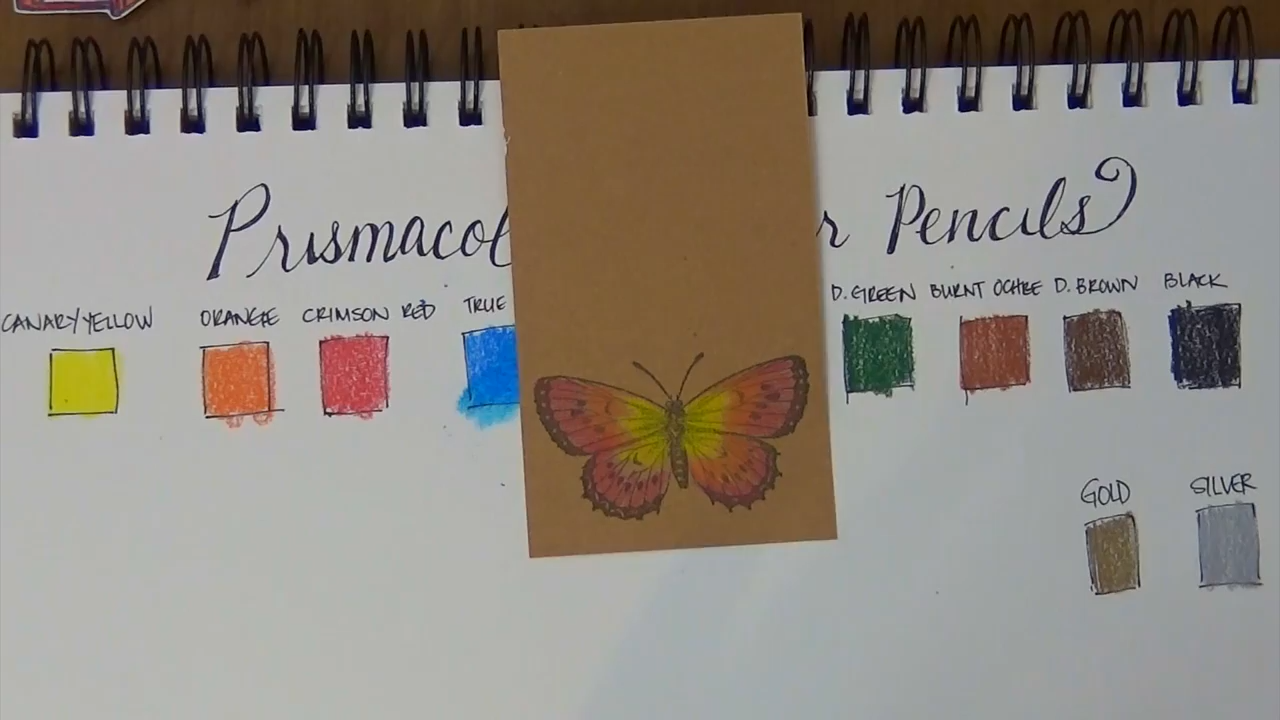 Prismacol r Pencils
CANARY YELLOW ORANGE CRIMSON RED TRUE D. GREEN BURNT OCHRE D. BROWN BLACK
GOLD SILVER